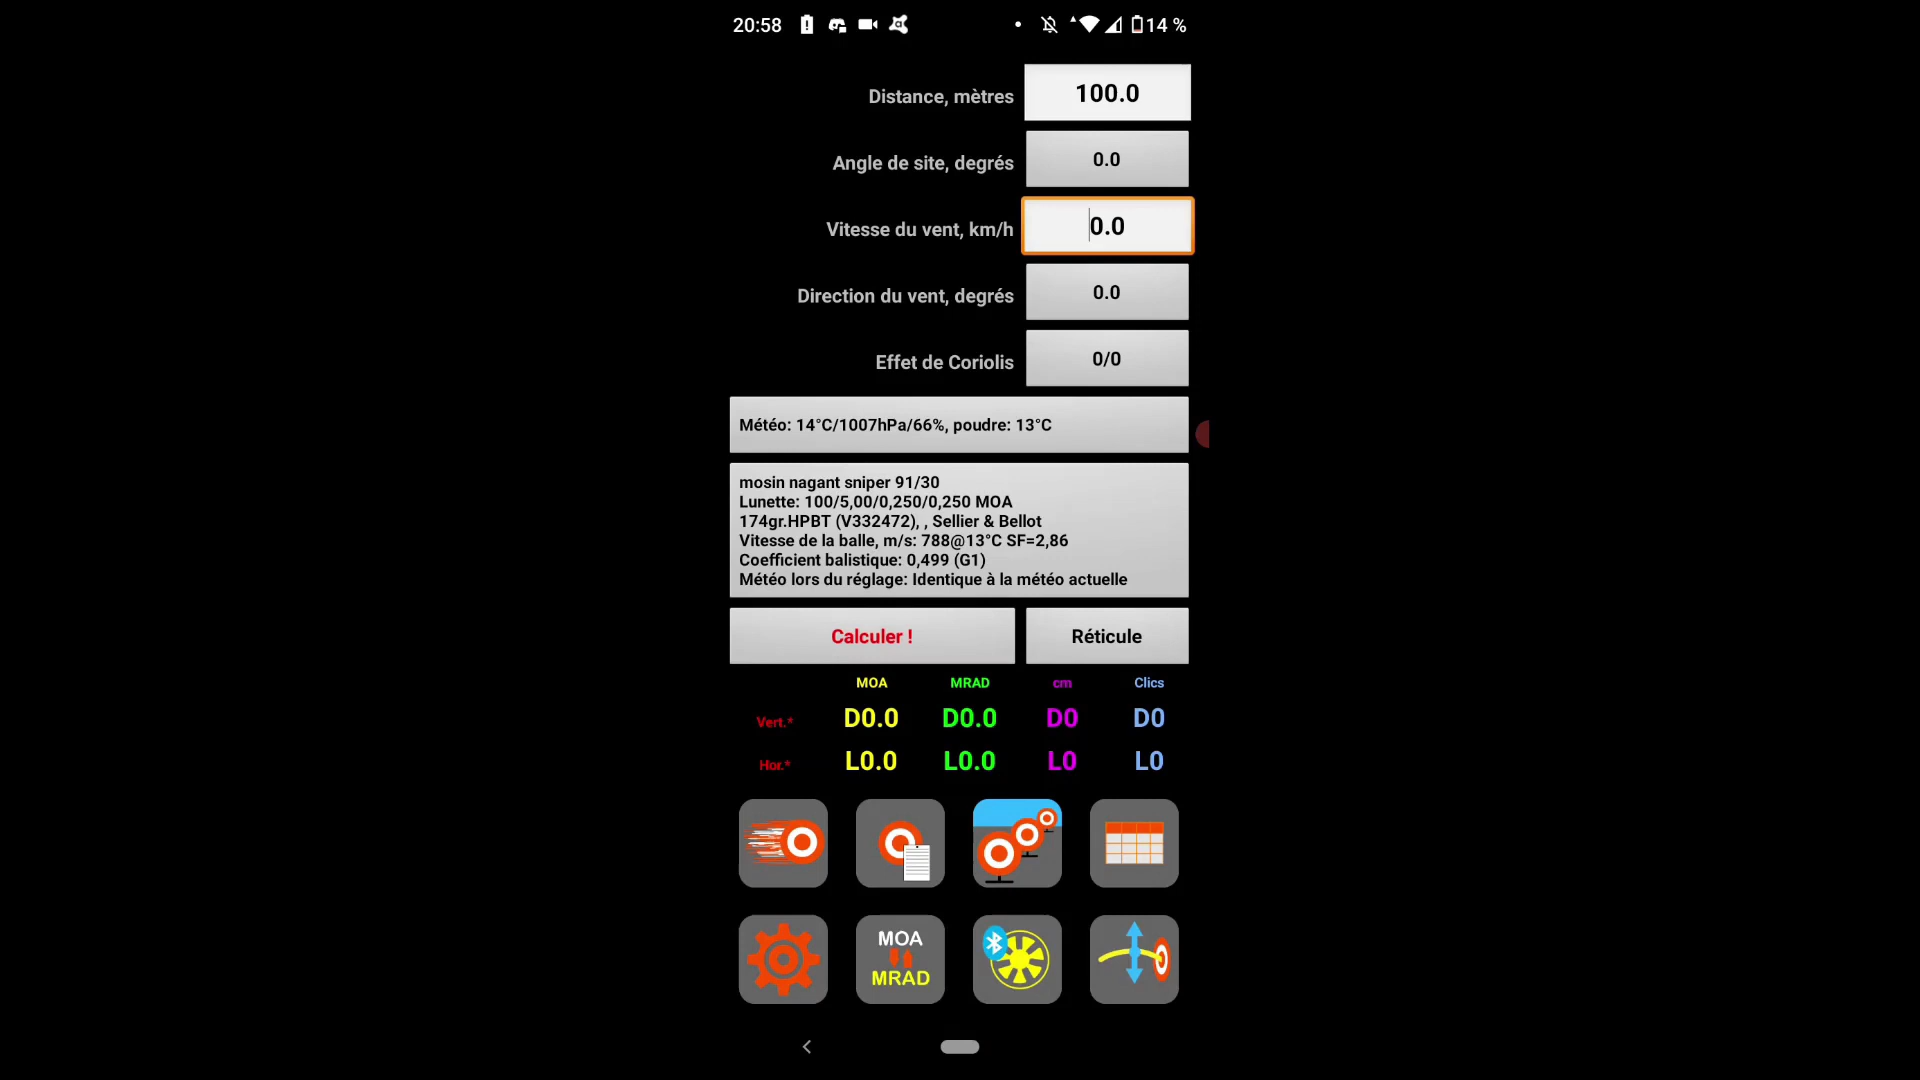 20:58
14 %
Distance, mètres 100.0
Angle de site, degrés 0.0
Vitesse du vent, km/h 0.0
Direction du vent, degrés 0.0
Effet de Coriolis 0/0
Météo: 14°C/1007hPa/66%, poudre: 13°C
mosin nagant sniper 91/30
Lunette: 100/5,00/0,250/0,250 MOA
174gr.HPBT (V332472), , Sellier & Bellot
Vitesse de la balle, m/s: 788@13°C SF=2,86
Coefficient balistique: 0,499 (G1)
Météo lors du réglage: Identique à la météo actuelle
Calculer ! Réticule
MOA MRAD cm Clics
Vert.* D0.0 D0.0 D0 D0
Hor.* L0.0 L0.0 L0 L0
MOA
MRAD